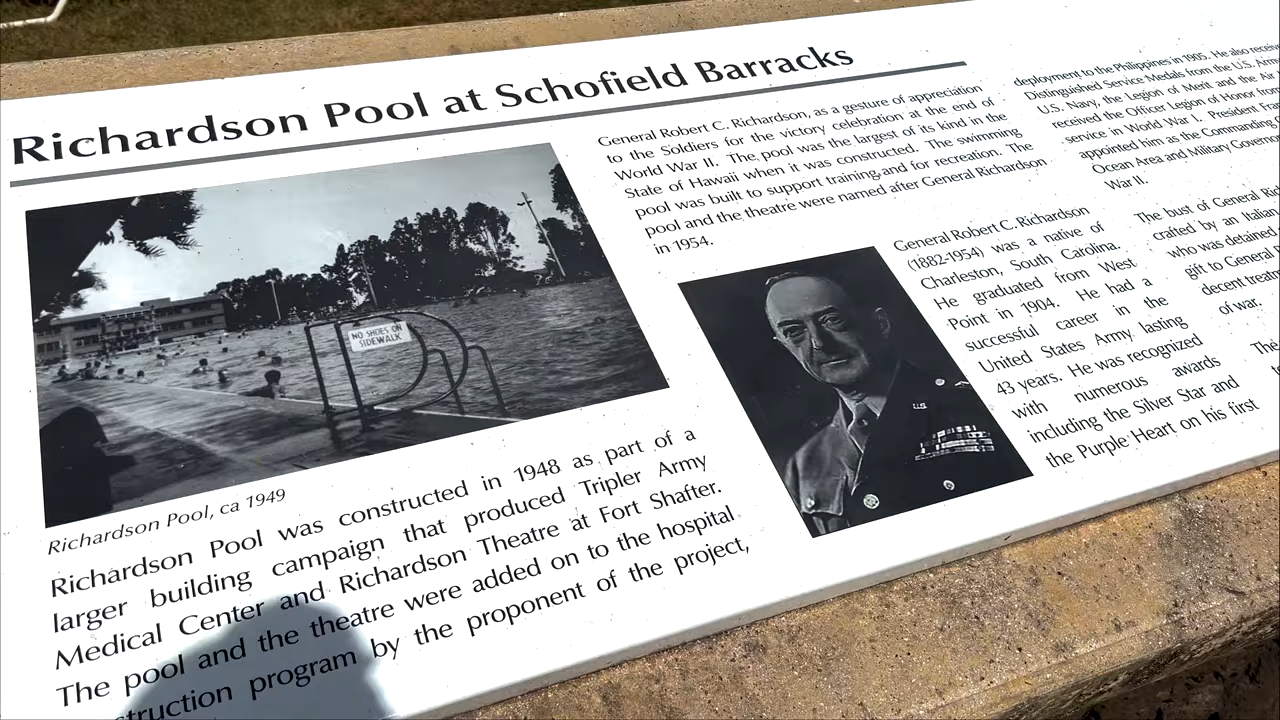 Richardson Pool at Schofield Barracks
NO SHOES ON
SIDEWALK
Richardson Pool, ca 1949
Richardson Pool was constructed in 1948 as part of a
larger building campaign that produced Tripler Army
Medical Center and Richardson Theatre at Fort Shafter.
The pool and the theatre were added on to the hospital
struction program by the proponent of the project,
General Robert C. Richardson, as a gesture of appreciation
to the Soldiers for the victory celebration at the end of
World War II. The pool was the largest of its kind in the
State of Hawaii when it was constructed. The swimming
pool was built to support training and for recreation. The
pool and the theatre were named after General Richardson
in 1954.
U.S.
General Robert C. Richardson
(1882-1954) was a native of
Charleston, South Carolina.
He graduated from West
Point in 1904. He had a
successful career in the
United States Army lasting
43 years. He was recognized
with numerous awards
including the Silver Star and
the Purple Heart on his first
deployment to the Philippines in 1905. He also receive
Distinguished Service Medals from the U.S. Army
U.S. Navy, the Legion of Merit and the Air
received the Officer Legion of Honor from
service in World War I. President Fra
appointed him as the Commanding
Ocean Area and Military Governo
War II.
The bust of General Ri
crafted by an Italian
who was detained
gift to General
decent treat
of war.
The